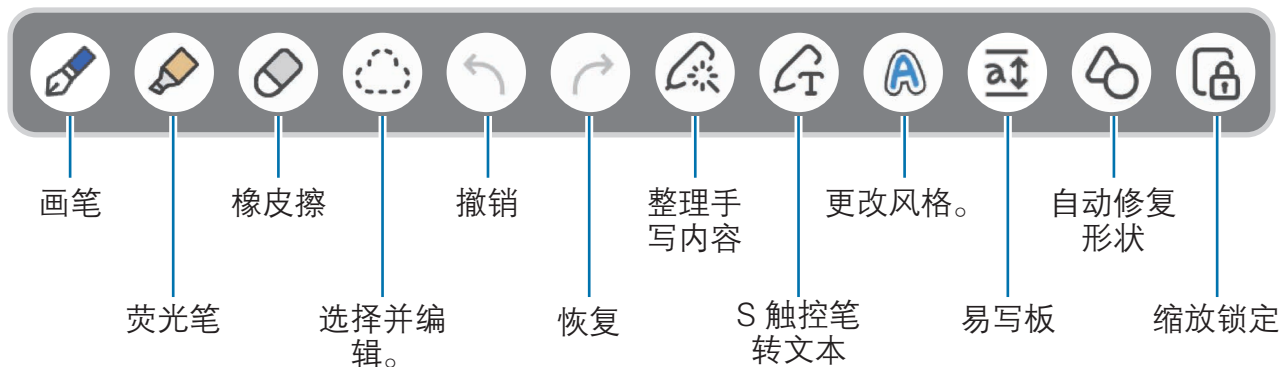 画笔
橡皮擦
撤销
整理手
写内容
更改风格。
自动修复
形状
荧光笔
选择并编
辑。
恢复
S 触控笔
转文本
易写板
缩放锁定
T
A
a